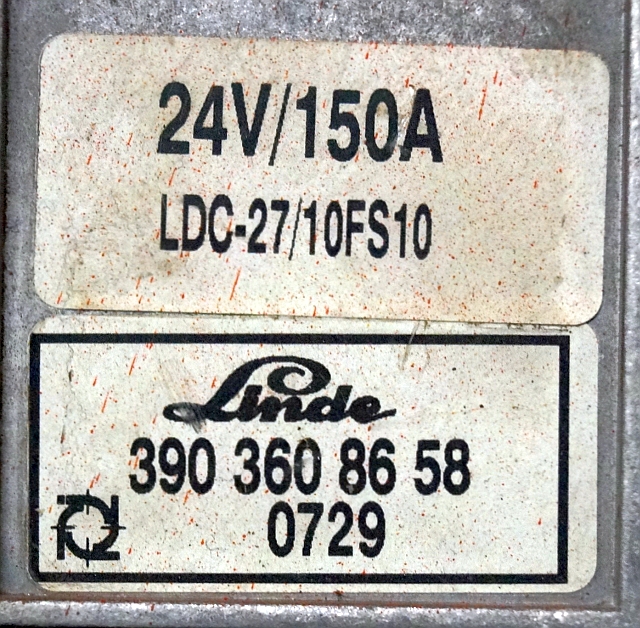 24V/150A
LDC-27/10FS10
Linde
390 360 86 58
0729